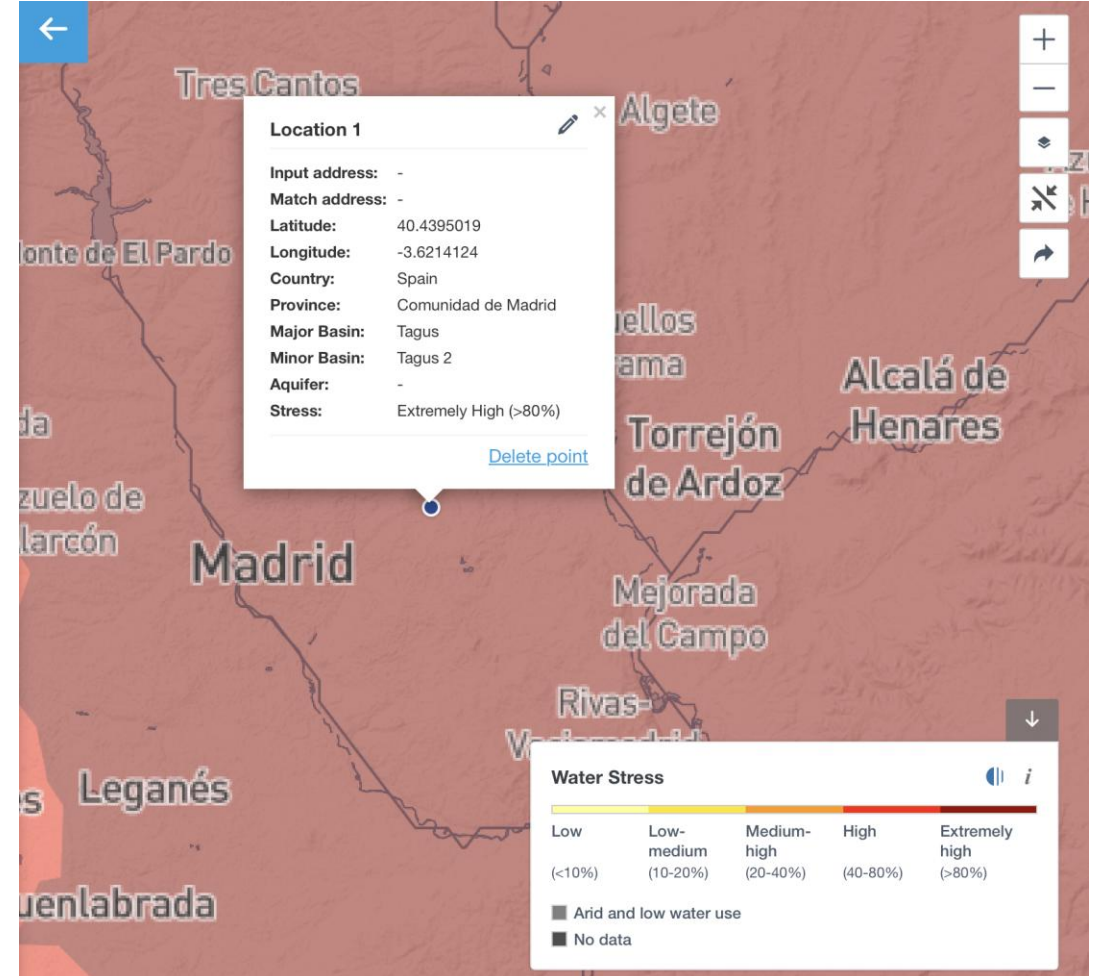 Tres Cantos
Algete
Location 1
Input address: -
Match address: -
Latitude: 40.4395019
Longitude: -3.6214124
Country: Spain
Province: Comunidad de Madrid
Major Basin: Tagus
Minor Basin: Tagus 2
Aquifer: -
Stress: Extremely High (>80%)
Delete point
de El Pardo
Alcalá de
Henares
Torrejón
de Ardoz
Madrid
Mejorada
del Campo
Rivas-
Leganés
Water Stress
i
Low
Low-
medium
Medium-
high
High
Extremely
high
(<10%)
(10-20%)
(20-40%)
(40-80%)
(>80%)
Arid and low water use
No data